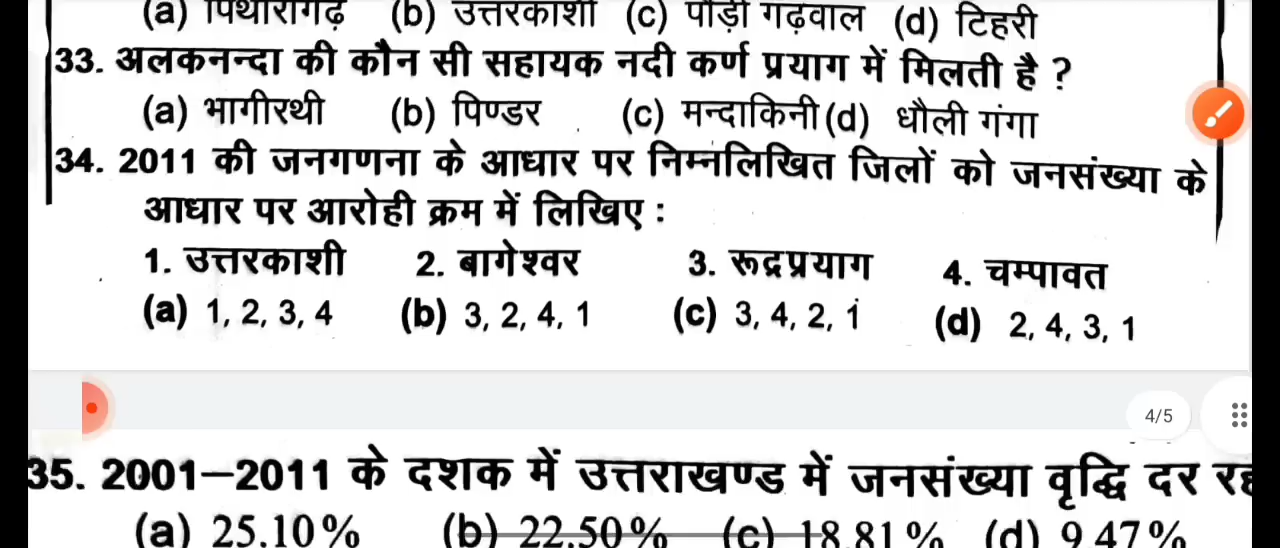 (a) पिथौरागढ़ (b) उत्तरकाशी (c) पौड़ी गढ़वाल (d) टिहरी
33. अलकनन्दा की कौन सी सहायक नदी कर्ण प्रयाग में मिलती है ?
(a) भागीरथी (b) पिण्डर (c) मन्दाकिनी (d) धौली गंगा
34. 2011 की जनगणना के आधार पर निम्नलिखित जिलों को जनसंख्या के
आधार पर आरोही क्रम में लिखिए :
1. उत्तरकाशी 2. बागेश्वर 3. रूद्रप्रयाग 4. चम्पावत
(a) 1, 2, 3, 4 (b) 3, 2, 4, 1 (c) 3, 4, 2, 1 (d) 2, 4, 3, 1
4/5
35. 2001–2011 के दशक में उत्तराखण्ड में जनसंख्या वृद्धि दर
(a) 25.10% (b) 22.50% (c) 18.81% (d) 9.47%